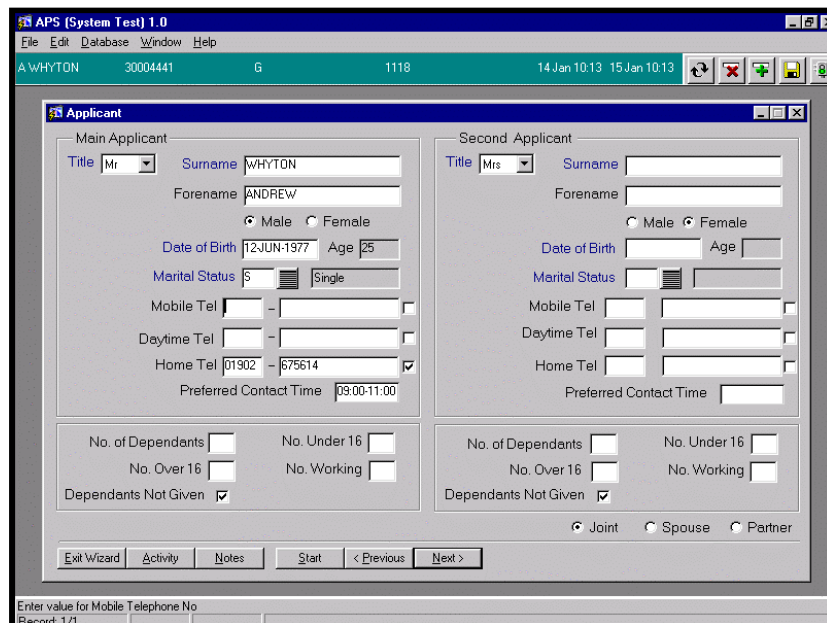 APS (System Test) 1.0
File Edit Database Window Help
A WHYTON 30004441 G 1118 14 Jan 10:13 15 Jan 10:13
Applicant
Main Applicant Second Applicant
Title Mr Surname WHYTON Title Mrs Surname
Forename ANDREW Forename
Male Female Male Female
Date of Birth 12-JUN-1977 Age 25 Date of Birth Age
Marital Status S Single Marital Status
Mobile Tel - Mobile Tel
Daytime Tel - Daytime Tel
Home Tel 01902 - 675614 Home Tel
Preferred Contact Time 09:00-11:00 Preferred Contact Time
No. of Dependants No. Under 16 No. of Dependants No. Under 16
No. Over 16 No. Working No. Over 16 No. Working
Dependants Not Given Dependants Not Given
Joint Spouse Partner
Exit Wizard Activity Notes Start < Previous Next >
Enter value for Mobile Telephone No
Record: 1/1